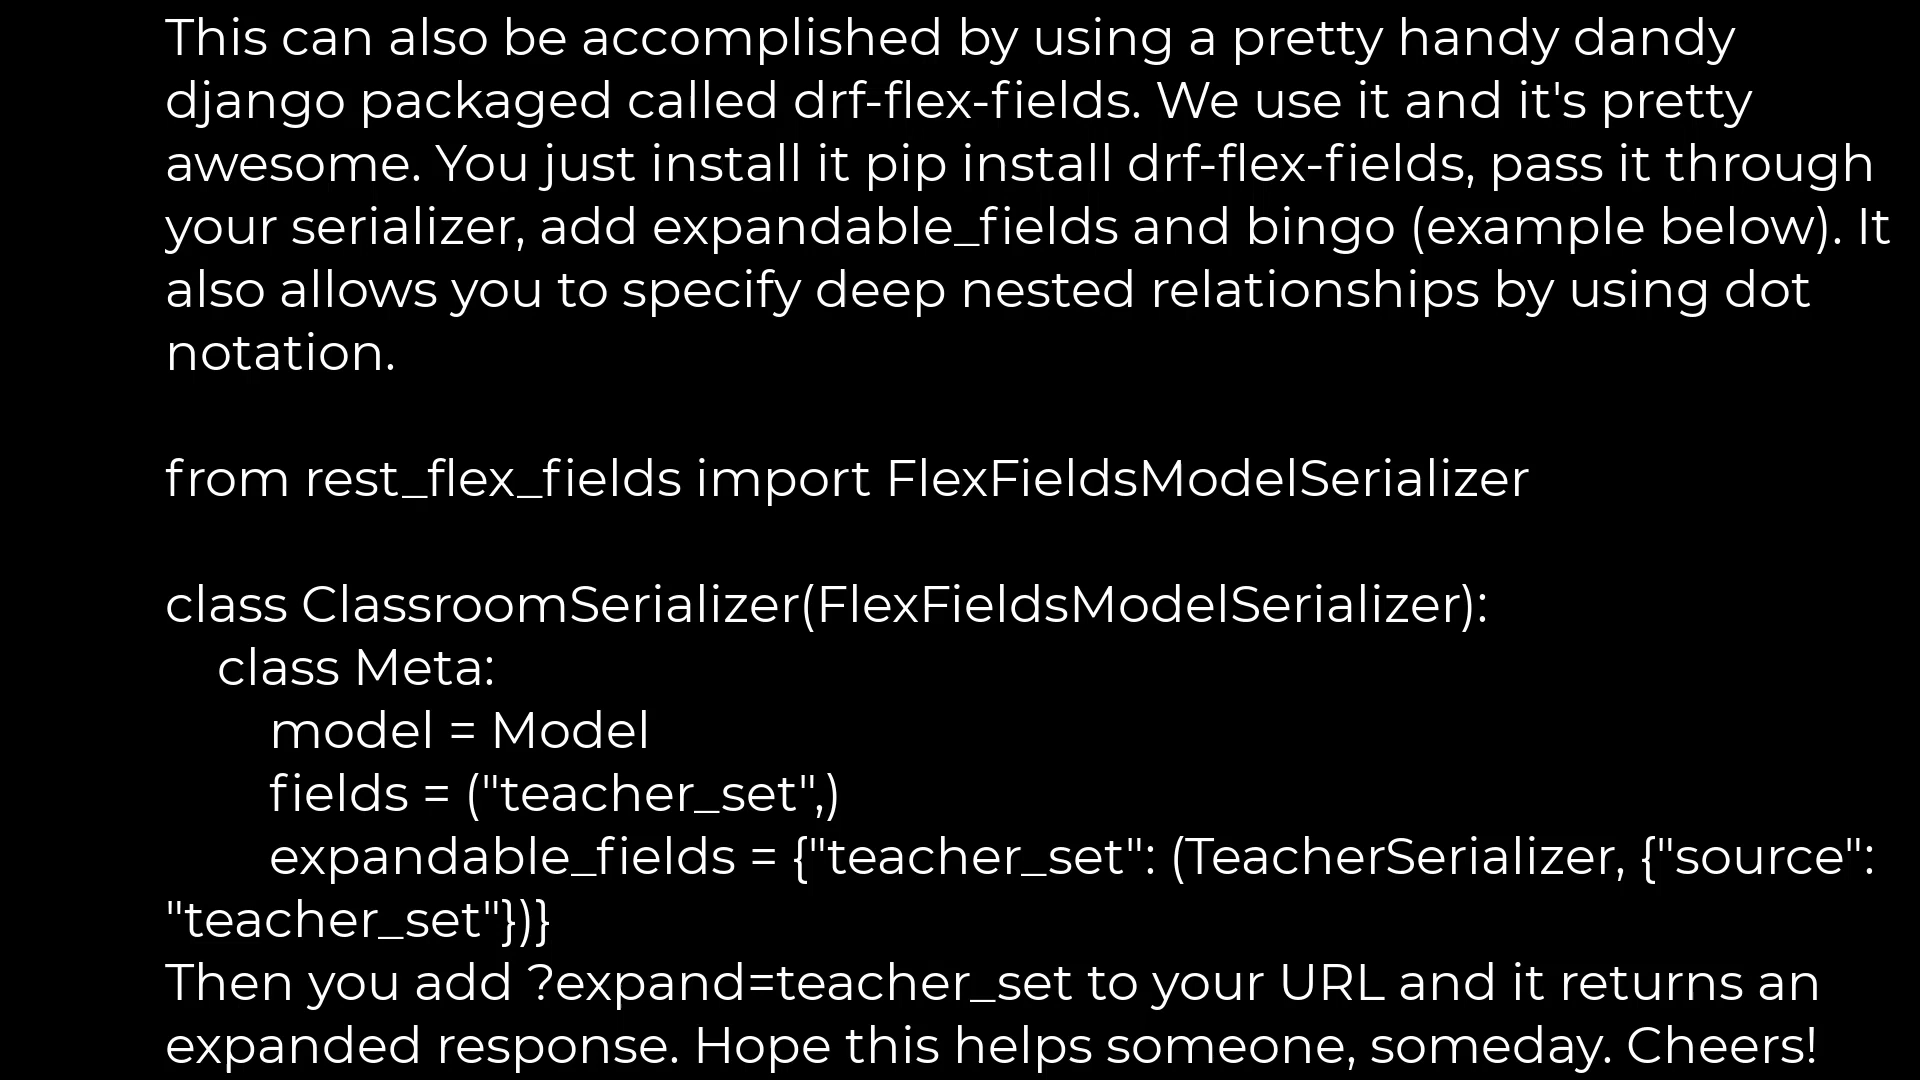 This can also be accomplished by using a pretty handy dandy
django packaged called drf-flex-fields. We use it and it's pretty
awesome. You just install it pip install drf-flex-fields, pass it through
your serializer, add expandable_fields and bingo (example below). It
also allows you to specify deep nested relationships by using dot
notation.

from rest_flex_fields import FlexFieldsModelSerializer

class ClassroomSerializer(FlexFieldsModelSerializer):
    class Meta:
        model = Model
        fields = ("teacher_set",)
        expandable_fields = {"teacher_set": (TeacherSerializer, {"source":
"teacher_set"})}
Then you add ?expand=teacher_set to your URL and it returns an
expanded response. Hope this helps someone, someday. Cheers!